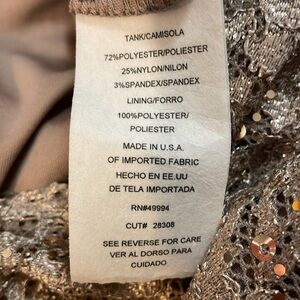 TANK/CAMISOLA
72%POLYESTER/POLIESTER
25%NYLON/NILON
3%SPANDEX/SPANDEX
LINING/FORRO
100%POLYESTER/
POLIESTER
MADE IN U.S.A.
OF IMPORTED FABRIC
HECHO EN EE.UU
DE TELA IMPORTADA
RN#49994
CUT# 28308
SEE REVERSE FOR CARE
VER AL DORSO PARA
CUIDADO